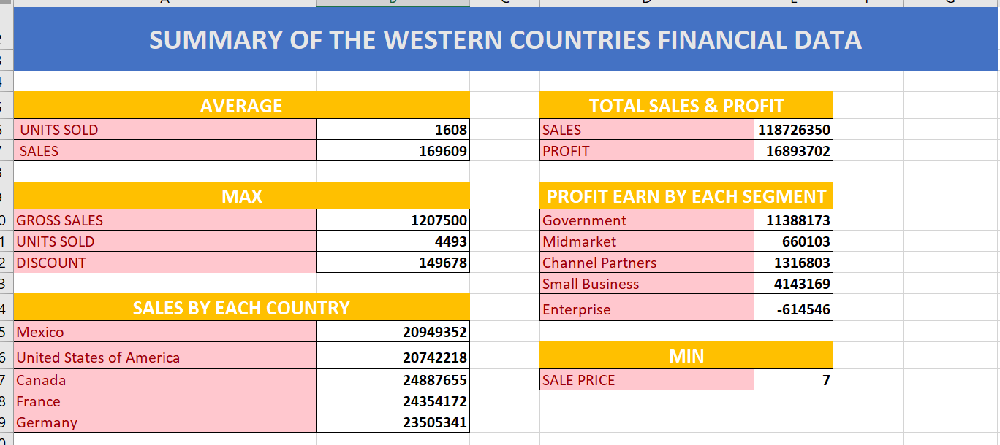 SUMMARY OF THE WESTERN COUNTRIES FINANCIAL DATA
AVERAGE
UNITS SOLD 1608
SALES 169609
MAX
GROSS SALES 1207500
UNITS SOLD 4493
DISCOUNT 149678
SALES BY EACH COUNTRY
Mexico 20949352
United States of America 20742218
Canada 24887655
France 24354172
Germany 23505341
TOTAL SALES & PROFIT
SALES 118726350
PROFIT 16893702
PROFIT EARN BY EACH SEGMENT
Government 11388173
Midmarket 660103
Channel Partners 1316803
Small Business 4143169
Enterprise -614546
MIN
SALE PRICE 7